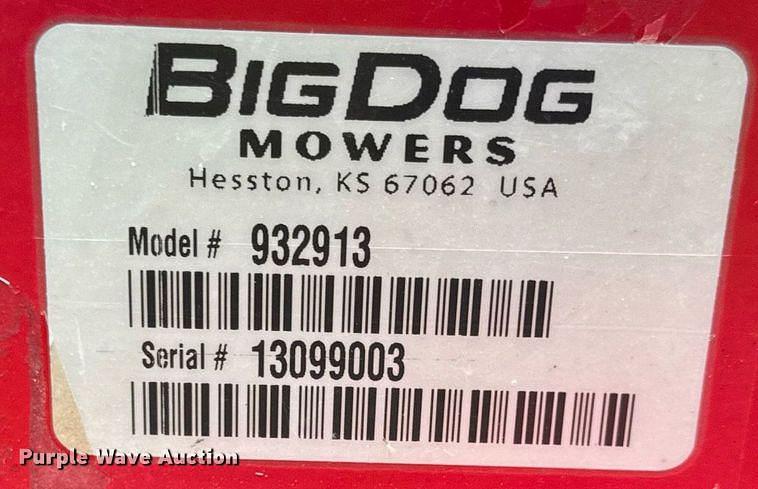 BIGDOG
MOWERS
Hesston, KS 67062 USA
Model # 932913
Serial # 13099003
Purple Wave Auction